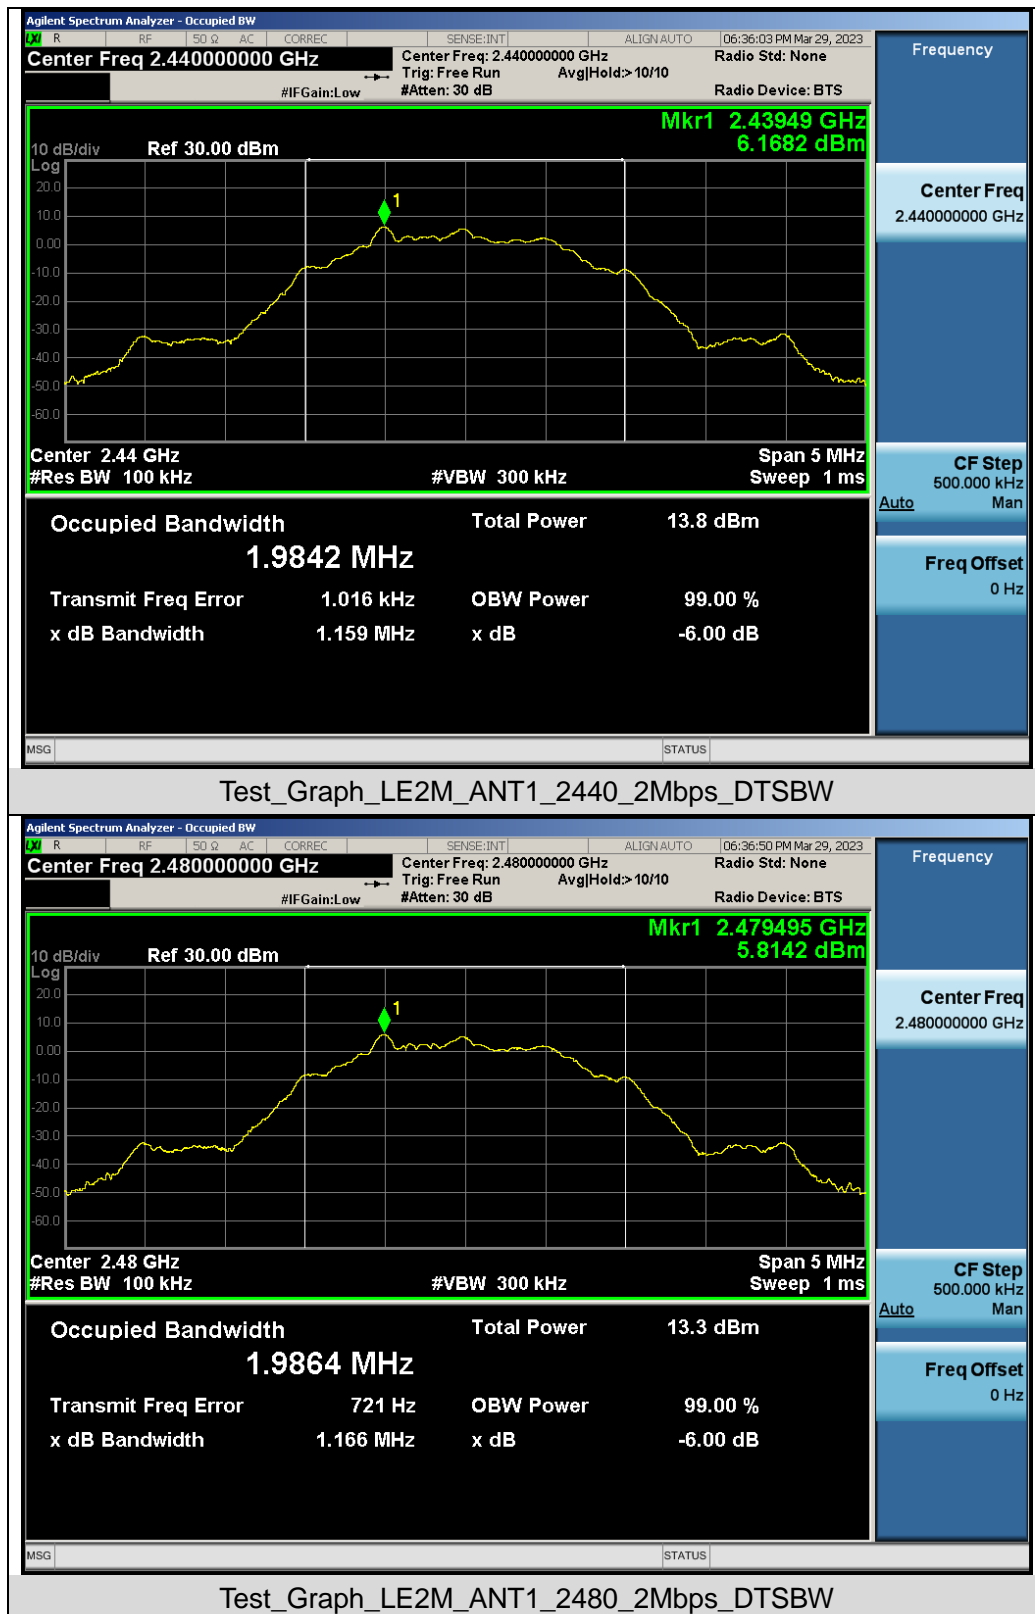 Agilent Spectrum Analyzer - Occupied BW
LXI R RF 50 Ω AC CORREC SENSE:INT ALIGN AUTO 06:36:03 PM Mar 29, 2023
Center Freq 2.440000000 GHz
Center Freq: 2.440000000 GHz Radio Std: None
Trig: Free Run Avg|Hold:> 10/10
#IFGain:Low #Atten: 30 dB Radio Device: BTS
Frequency
Mkr1 2.43949 GHz
6.1682 dBm
10 dB/div Ref 30.00 dBm
Log
20.0
10.0
0.00
-10.0
-20.0
-30.0
-40.0
-50.0
-60.0
1
Center 2.44 GHz Span 5 MHz
#Res BW 100 kHz #VBW 300 kHz Sweep 1 ms
Center Freq
2.440000000 GHz
CF Step
500.000 kHz
Auto Man
Freq Offset
0 Hz
Occupied Bandwidth Total Power 13.8 dBm
1.9842 MHz
Transmit Freq Error 1.016 kHz OBW Power 99.00 %
x dB Bandwidth 1.159 MHz x dB -6.00 dB
MSG STATUS
Test_Graph_LE2M_ANT1_2440_2Mbps_DTSBW
Agilent Spectrum Analyzer - Occupied BW
LXI R RF 50 Ω AC CORREC SENSE:INT ALIGN AUTO 06:36:50 PM Mar 29, 2023
Center Freq 2.480000000 GHz
Center Freq: 2.480000000 GHz Radio Std: None
Trig: Free Run Avg|Hold:> 10/10
#IFGain:Low #Atten: 30 dB Radio Device: BTS
Frequency
Mkr1 2.479495 GHz
5.8142 dBm
10 dB/div Ref 30.00 dBm
Log
20.0
10.0
0.00
-10.0
-20.0
-30.0
-40.0
-50.0
-60.0
1
Center 2.48 GHz Span 5 MHz
#Res BW 100 kHz #VBW 300 kHz Sweep 1 ms
Center Freq
2.480000000 GHz
CF Step
500.000 kHz
Auto Man
Freq Offset
0 Hz
Occupied Bandwidth Total Power 13.3 dBm
1.9864 MHz
Transmit Freq Error 721 Hz OBW Power 99.00 %
x dB Bandwidth 1.166 MHz x dB -6.00 dB
MSG STATUS
Test_Graph_LE2M_ANT1_2480_2Mbps_DTSBW